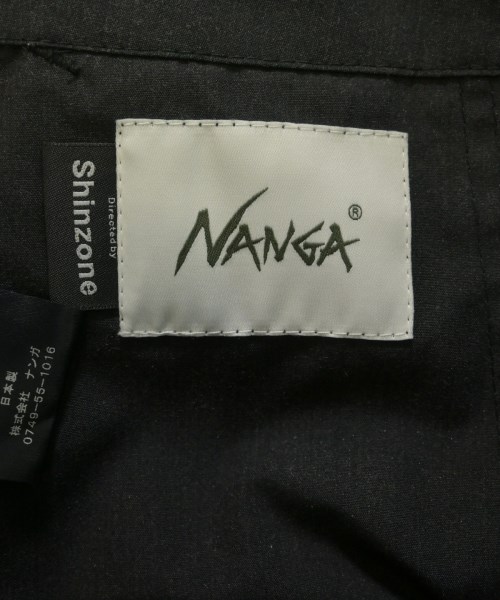 NANGA®
Directed by
Shinzone
日本製
株式会社 ナンガ
0749-55-1016